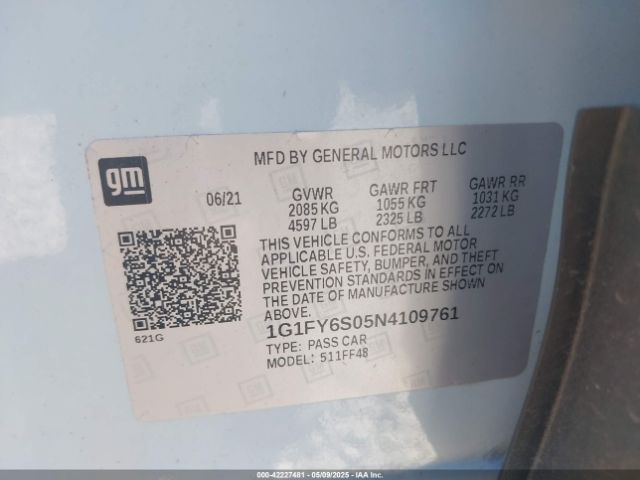 gm
MFD BY GENERAL MOTORS LLC
06/21
GVWR
2085 KG
4597 LB
GAWR FRT
1055 KG
2325 LB
GAWR RR
1031 KG
2272 LB
THIS VEHICLE CONFORMS TO ALL
APPLICABLE U.S. FEDERAL MOTOR
VEHICLE SAFETY, BUMPER, AND THEFT
PREVENTION STANDARDS IN EFFECT ON
THE DATE OF MANUFACTURE SHOWN
ABOVE.
621G
1G1FY6S05N4109761
TYPE: PASS CAR
MODEL: 511FF48
000-42227481 - 05/09/2025 - IAAI.COM